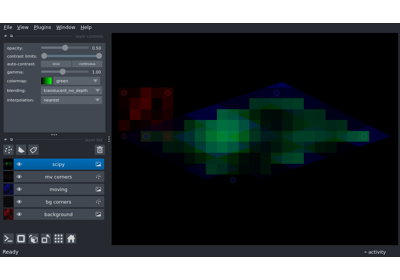 File View Plugins Window Help
opacity: 0.50
contrast limits:
auto-contrast: once continuous
gamma: 1.00
colormap: green
blending: translucent_no_depth
interpolation: nearest
scipy
mv corners
moving
bg corners
background
Ready
activity